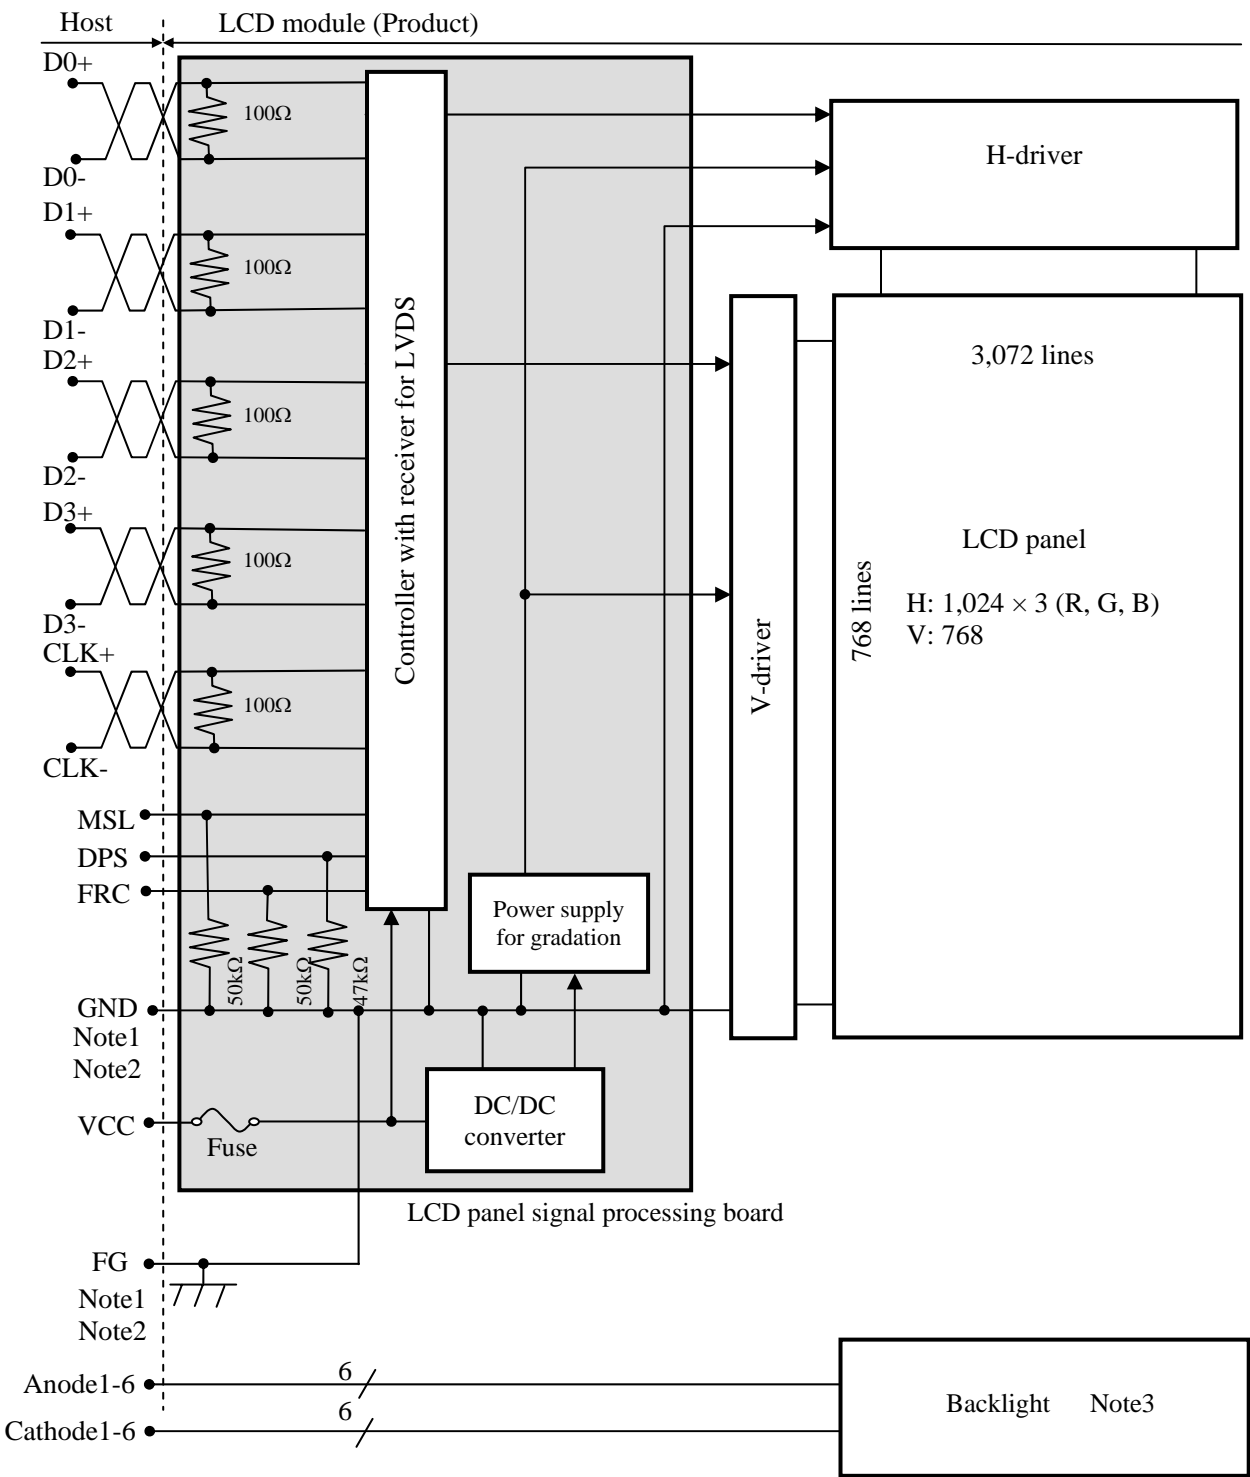 Host
LCD module (Product)
D0+
100Ω
D0-
D1+
100Ω
D1-
D2+
100Ω
D2-
D3+
100Ω
D3-
CLK+
100Ω
CLK-
MSL
DPS
FRC
50kΩ
50kΩ
47kΩ
GND
Note1
Note2
VCC
Fuse
Controller with receiver for LVDS
Power supply
for gradation
DC/DC
converter
LCD panel signal processing board
H-driver
V-driver
3,072 lines
768 lines
LCD panel
H: 1,024 × 3 (R, G, B)
V: 768
FG
Note1
Note2
Anode1-6
6
Cathode1-6
6
Backlight Note3